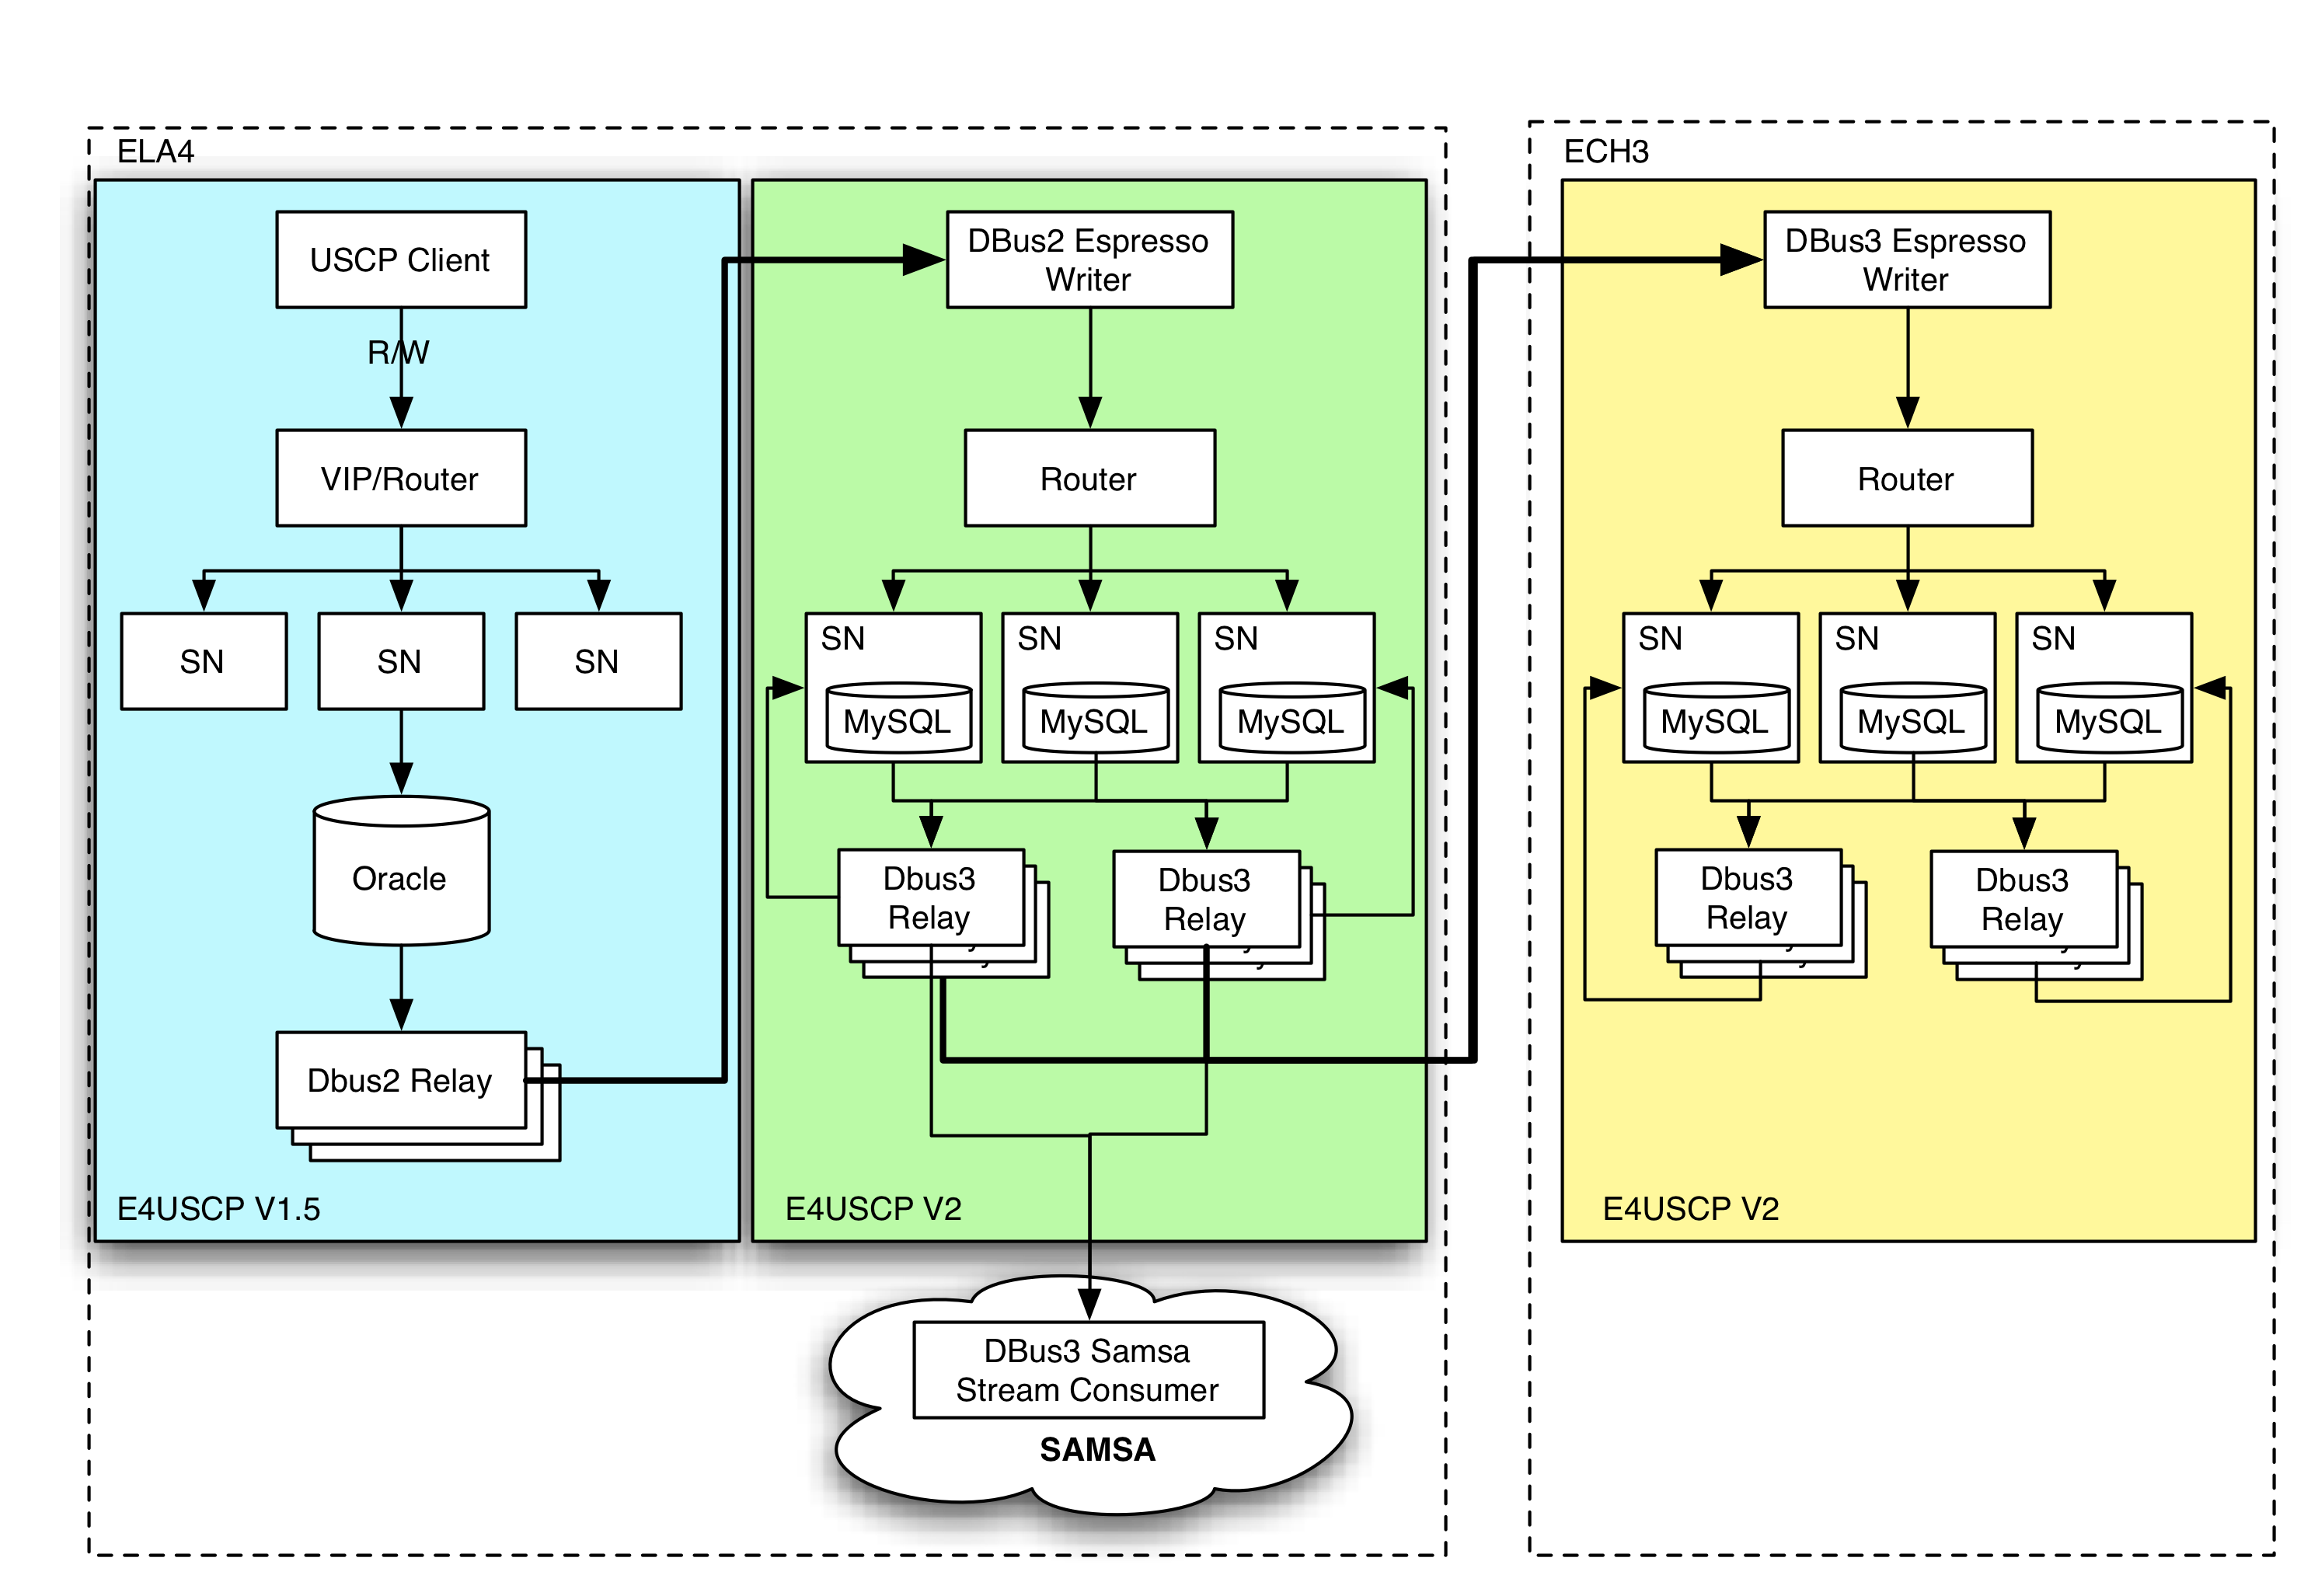 ELA4
USCP Client
R/W
VIP/Router
SN
SN
SN
Oracle
Dbus2 Relay
E4USCP V1.5
DBus2 Espresso
Writer
Router
SN
MySQL
SN
MySQL
SN
MySQL
Dbus3
Relay
Dbus3
Relay
E4USCP V2
DBus3 Samsa
Stream Consumer
SAMSA
ECH3
DBus3 Espresso
Writer
Router
SN
MySQL
SN
MySQL
SN
MySQL
Dbus3
Relay
Dbus3
Relay
E4USCP V2